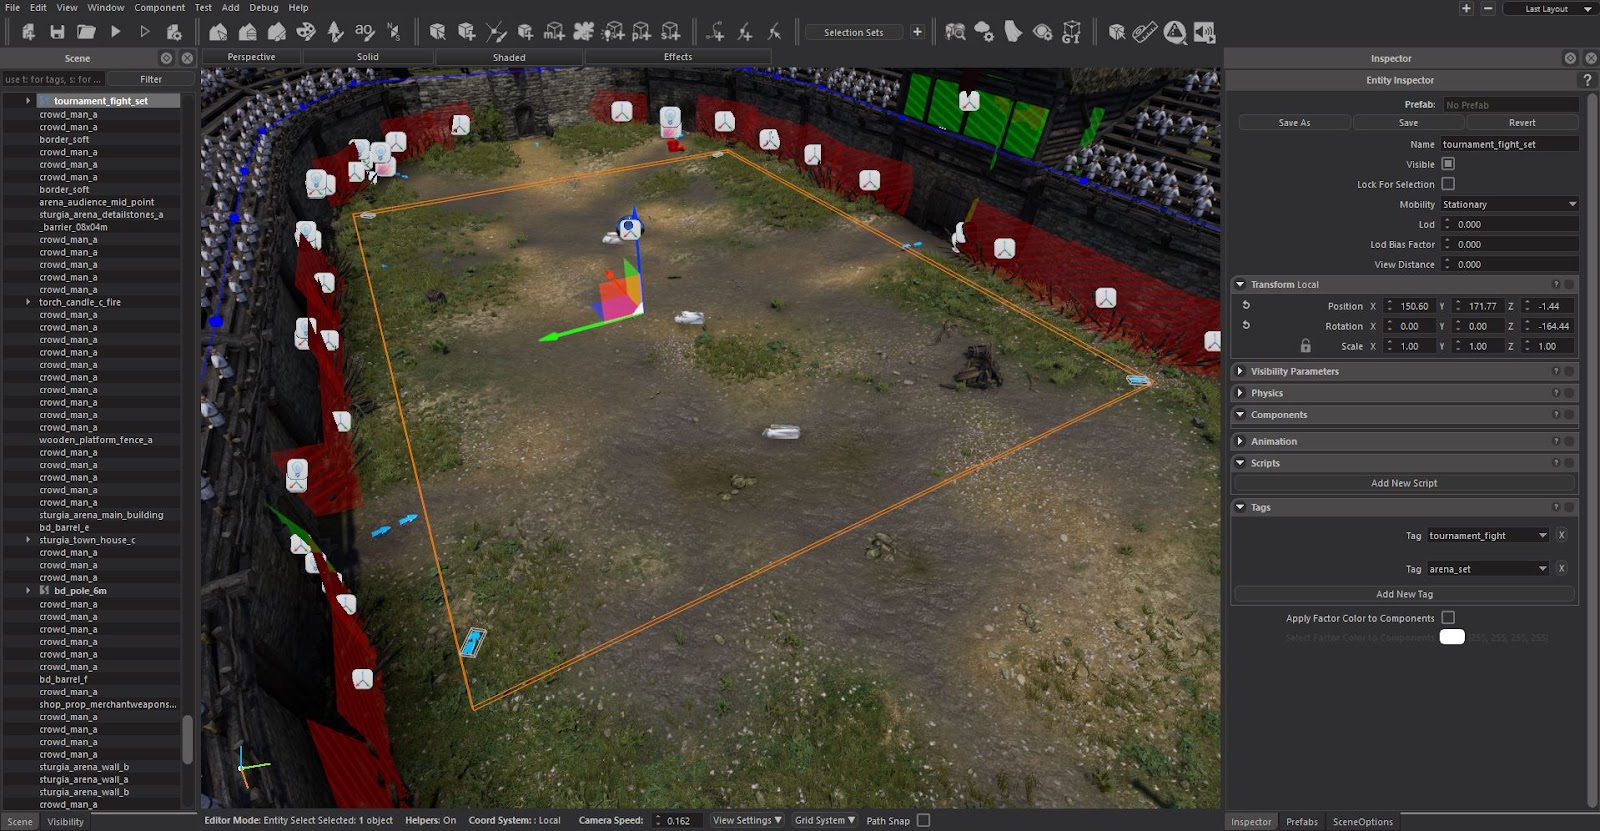 File Edit View Window Component Test Add Debug Help
Last Layout
Selection Sets
Scene
use t: for tags, s: for ...
Filter
tournament_fight_set
crowd_man_a
crowd_man_a
border_soft
crowd_man_a
crowd_man_a
crowd_man_a
border_soft
arena_audience_mid_point
sturgia_arena_detailstones_a
_barrier_08x04m
crowd_man_a
crowd_man_a
crowd_man_a
crowd_man_a
crowd_man_a
torch_candle_c_fire
crowd_man_a
crowd_man_a
crowd_man_a
crowd_man_a
crowd_man_a
crowd_man_a
crowd_man_a
crowd_man_a
crowd_man_a
crowd_man_a
wooden_platform_fence_a
crowd_man_a
crowd_man_a
crowd_man_a
crowd_man_a
crowd_man_a
sturgia_arena_main_building
bd_barrel_e
sturgia_town_house_c
crowd_man_a
crowd_man_a
crowd_man_a
bd_pole_6m
crowd_man_a
crowd_man_a
crowd_man_a
crowd_man_a
crowd_man_a
crowd_man_a
bd_barrel_f
crowd_man_a
shop_prop_merchantweapons...
crowd_man_a
crowd_man_a
crowd_man_a
crowd_man_a
sturgia_arena_wall_b
sturgia_arena_wall_a
sturgia_arena_wall_b
crowd_man_a
Scene Visibility
Perspective Solid Shaded Effects
Editor Mode: Entity Select Selected: 1 object Helpers: On Coord System: : Local Camera Speed: 0.162 View Settings Grid System Path Snap
Inspector
Entity Inspector
?
Prefab: No Prefab
Save As Save Revert
Name tournament_fight_set
Visible
Lock For Selection
Mobility Stationary
Lod 0.000
Lod Bias Factor 0.000
View Distance 0.000
Transform Local
Position X 150.60 Y 171.77 Z -1.44
Rotation X 0.00 Y 0.00 Z -164.44
Scale X 1.00 Y 1.00 Z 1.00
Visibility Parameters
Physics
Components
Animation
Scripts
Add New Script
Tags
Tag tournament_fight X
Tag arena_set X
Add New Tag
Apply Factor Color to Components
Select Factor Color to Components (255, 255, 255, 255)
Inspector Prefabs SceneOptions